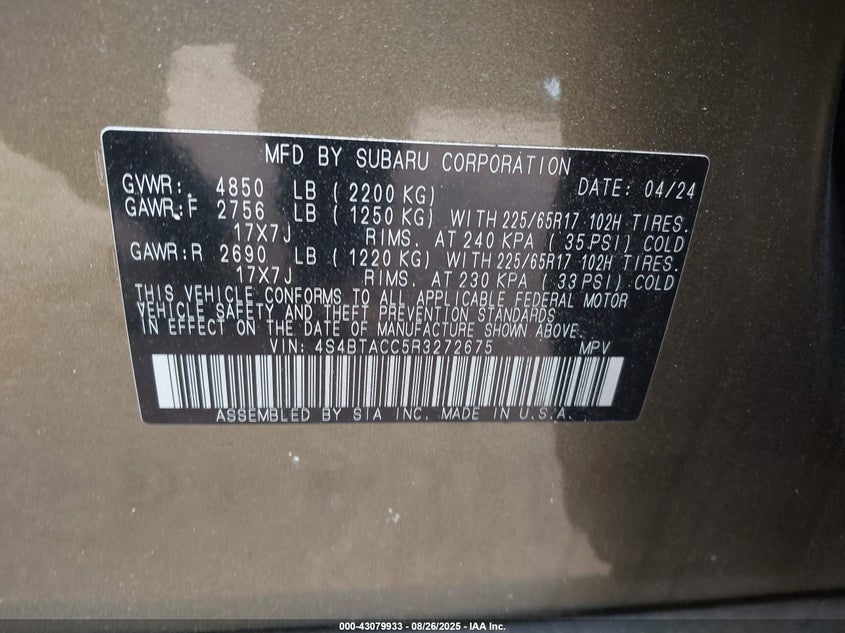 MFD BY SUBARU CORPORATION
DATE: 04/24
GVWR: 4850 LB ( 2200 KG)
GAWR:F 2756 LB ( 1250 KG) WITH 225/65R17 102H TIRES.
17X7J RIMS. AT 240 KPA ( 35 PSI) COLD
GAWR:R 2690 LB ( 1220 KG) WITH 225/65R17 102H TIRES.
17X7J RIMS. AT 230 KPA ( 33 PSI) COLD
THIS VEHICLE CONFORMS TO ALL APPLICABLE FEDERAL MOTOR
VEHICLE SAFETY AND THEFT PREVENTION STANDARDS
IN EFFECT ON THE DATE OF MANUFACTURE SHOWN ABOVE.
VIN: 4S4BTACC5R3272675 MPV
ASSEMBLED BY SIA INC. MADE IN U.S.A.
000-43079933 - 08/26/2025 - IAA Inc.